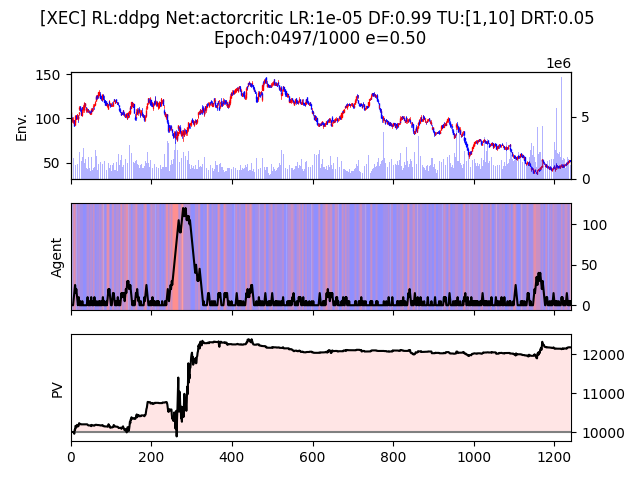 [XEC] RL:ddpg Net:actorcritic LR:1e-05 DF:0.99 TU:[1,10] DRT:0.05
Epoch:0497/1000 e=0.50
1e6
150
100
50
Env.
5
0
Agent
100
50
0
PV
12000
11000
10000
0 200 400 600 800 1000 1200